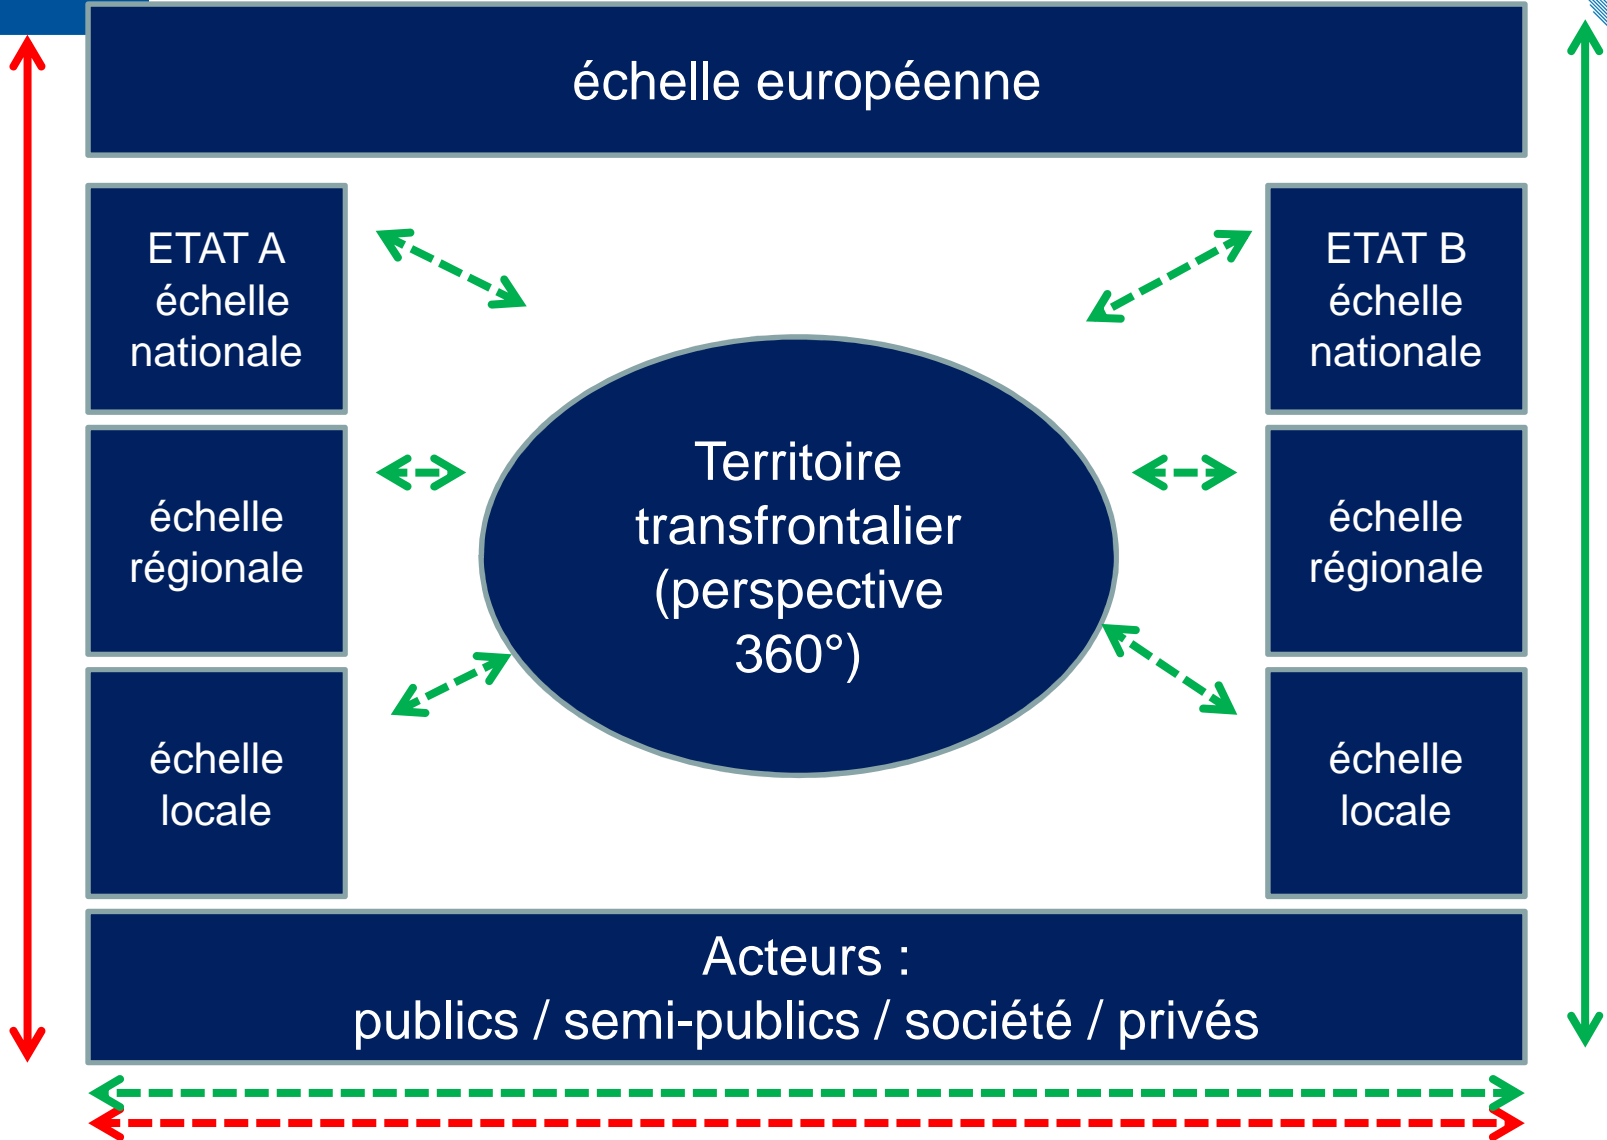 échelle européenne
ETAT A
échelle
nationale
ETAT B
échelle
nationale
échelle
régionale
Territoire
transfrontalier
(perspective
360°)
échelle
régionale
échelle
locale
échelle
locale
Acteurs :
publics / semi-publics / société / privés